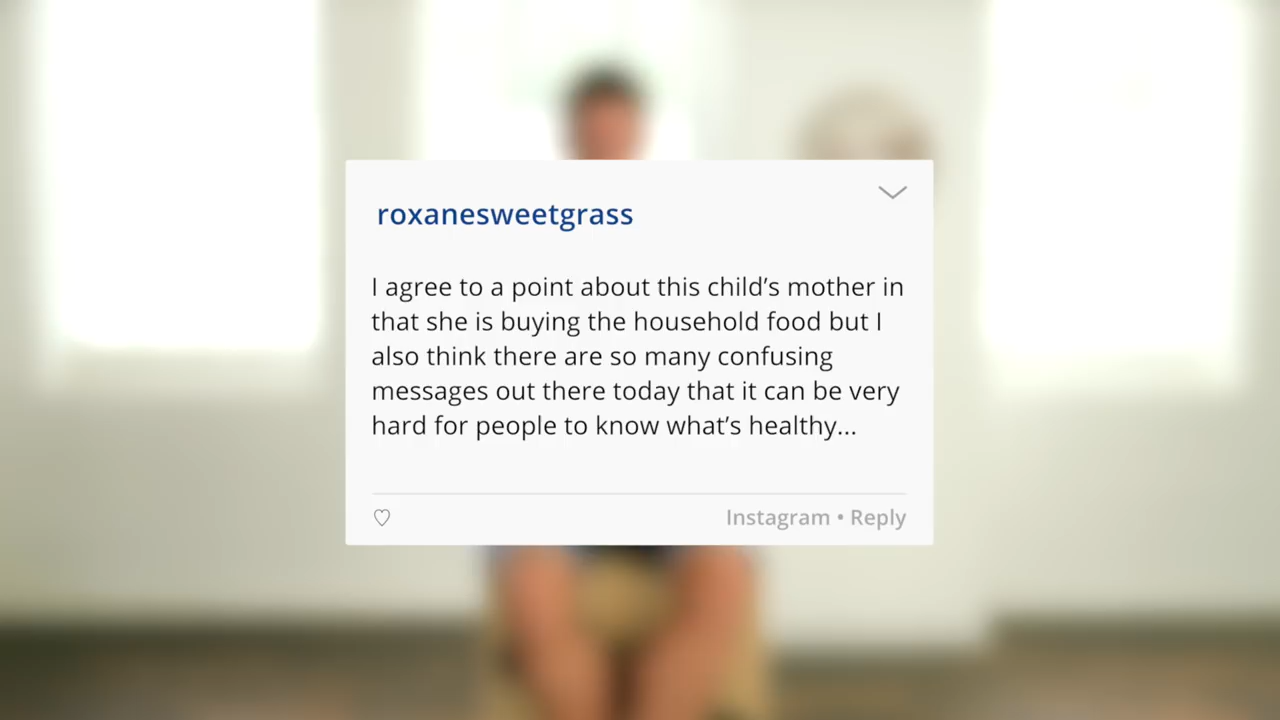 roxanesweetgrass
I agree to a point about this child’s mother in
that she is buying the household food but I
also think there are so many confusing
messages out there today that it can be very
hard for people to know what’s healthy...
Instagram • Reply